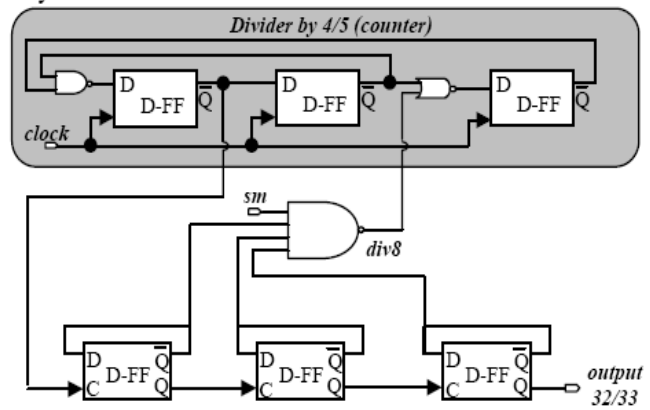 Divider by 4/5 (counter)
D D-FF Q
D D-FF Q
D D-FF Q
clock
sm
div8
D Q
D-FF
C Q
D Q
D-FF
C Q
D Q
D-FF
C Q
output
32/33